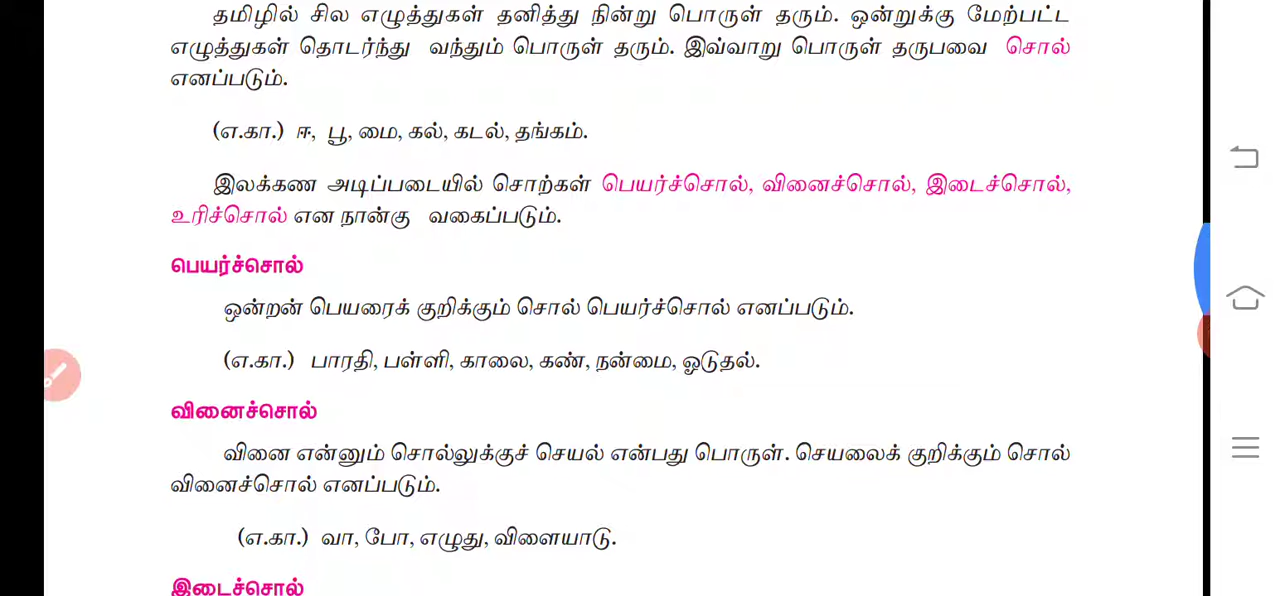 தமிழில் சில எழுத்துகள் தனித்து நின்று பொருள் தரும். ஒன்றுக்கு மேற்பட்ட
எழுத்துகள் தொடர்ந்து வந்தும் பொருள் தரும். இவ்வாறு பொருள் தருபவை சொல்
எனப்படும்.
(எ.கா.) ஈ, பூ, மை, கல், கடல், தங்கம்.
இலக்கண அடிப்படையில் சொற்கள் பெயர்ச்சொல், வினைச்சொல், இடைச்சொல்,
உரிச்சொல் என நான்கு வகைப்படும்.
பெயர்ச்சொல்
ஒன்றன் பெயரைக் குறிக்கும் சொல் பெயர்ச்சொல் எனப்படும்.
(எ.கா.) பாரதி, பள்ளி, காலை, கண், நன்மை, ஓடுதல்.
வினைச்சொல்
வினை என்னும் சொல்லுக்குச் செயல் என்பது பொருள். செயலைக் குறிக்கும் சொல்
வினைச்சொல் எனப்படும்.
(எ.கா.) வா, போ, எழுது, விளையாடு.
இடைச்சொல்